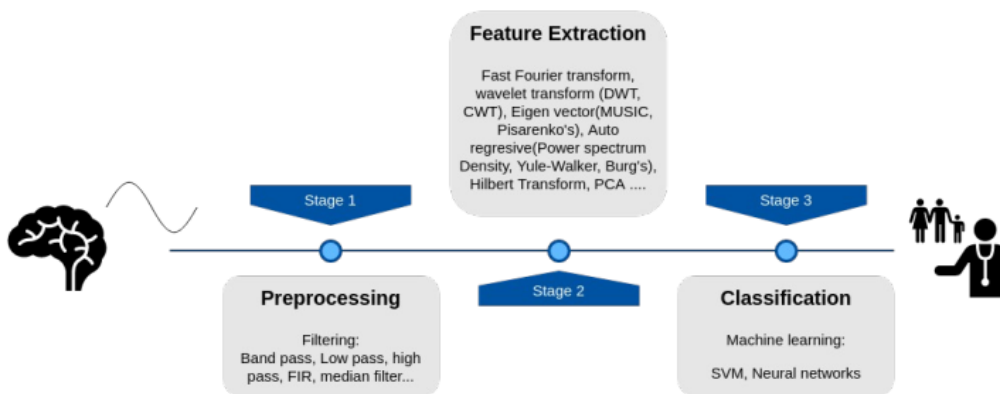 Feature Extraction
Fast Fourier transform,
wavelet transform (DWT,
CWT), Eigen vector(MUSIC,
Pisarenko's), Auto
regresive(Power spectrum
Density, Yule-Walker, Burg's),
Hilbert Transform, PCA ....
Stage 1
Stage 3
Stage 2
Preprocessing
Filtering:
Band pass, Low pass, high
pass, FIR, median filter...
Classification
Machine learning:
SVM, Neural networks